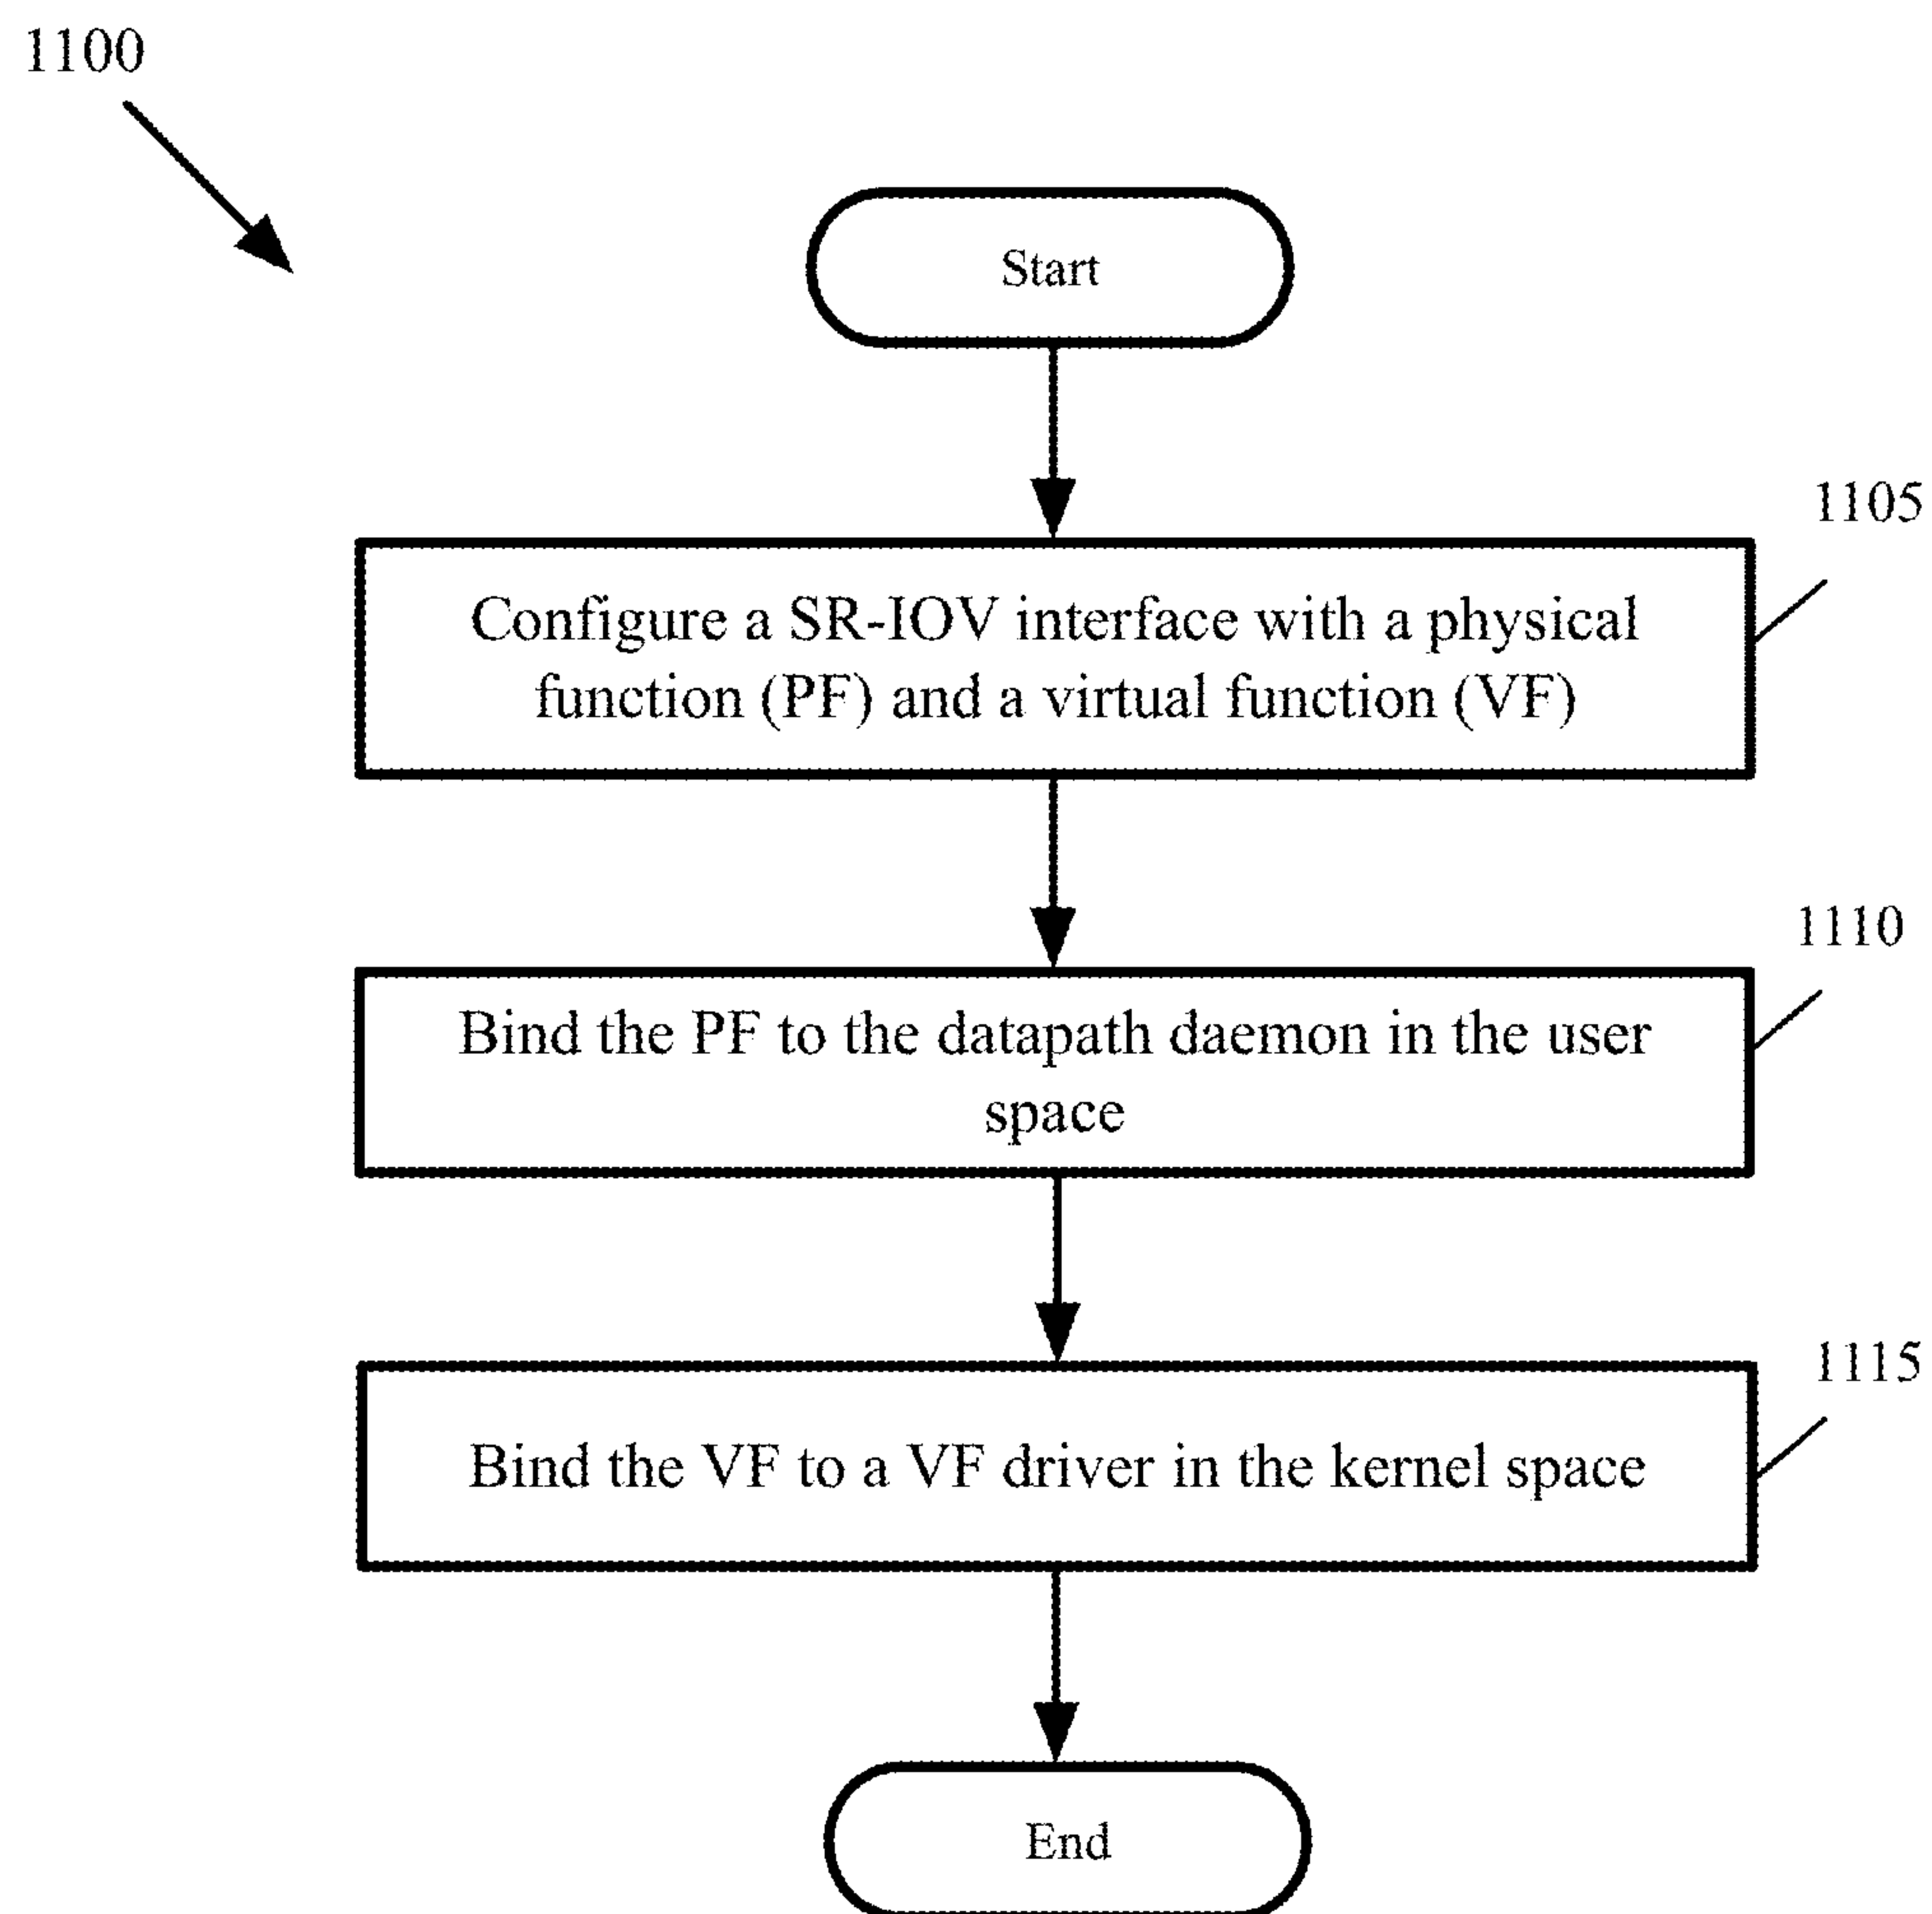 1100
Start
1105
Configure a SR-IOV interface with a physical
function (PF) and a virtual function (VF)
1110
Bind the PF to the datapath daemon in the user
space
1115
Bind the VF to a VF driver in the kernel space
End